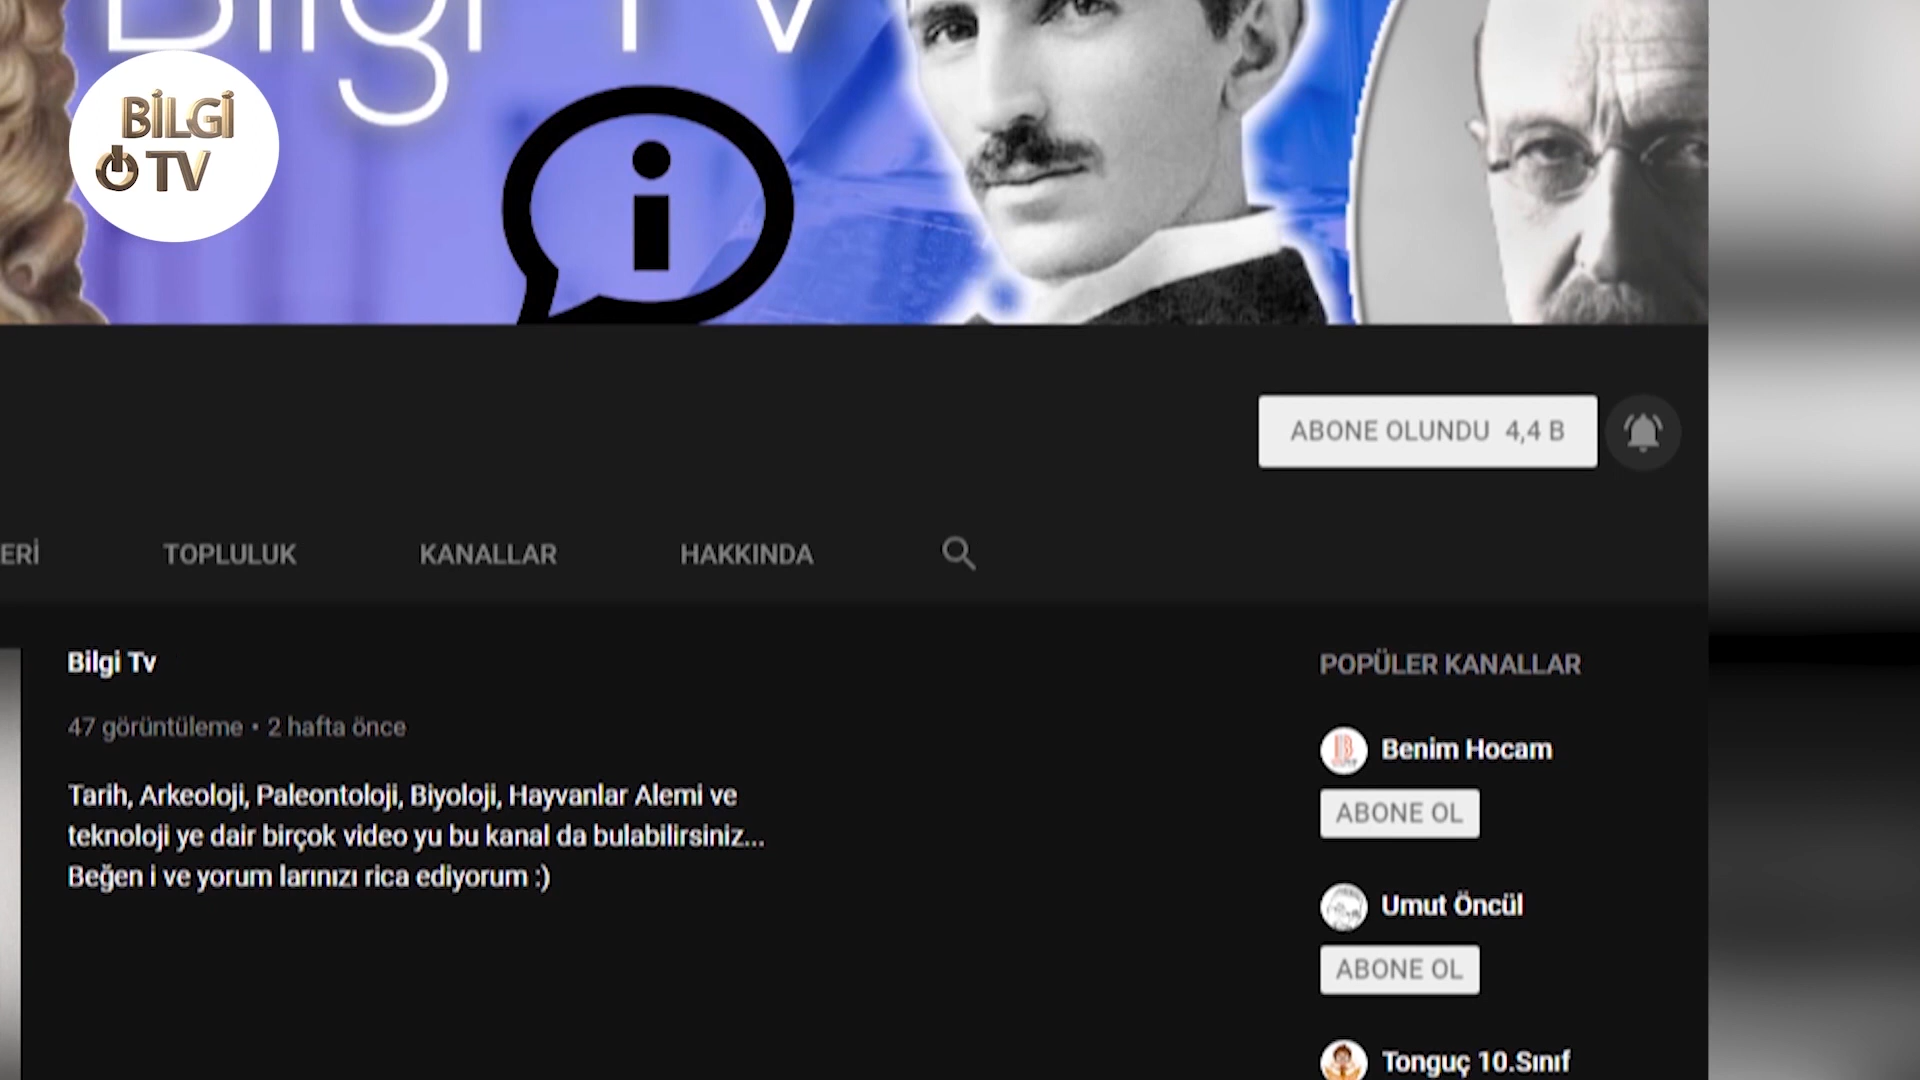 Bilgi TV
BİLGİ
TV
i
ABONE OLUNDU 4,4 B
ERİ TOPLULUK KANALLAR HAKKINDA
Bilgi Tv
47 görüntüleme • 2 hafta önce
Tarih, Arkeoloji, Paleontoloji, Biyoloji, Hayvanlar Alemi ve
teknoloji ye dair birçok video yu bu kanal da bulabilirsiniz...
Beğen i ve yorum larınızı rica ediyorum :)
POPÜLER KANALLAR
Benim Hocam
ABONE OL
Umut Öncül
ABONE OL
Tonguç 10.Sınıf